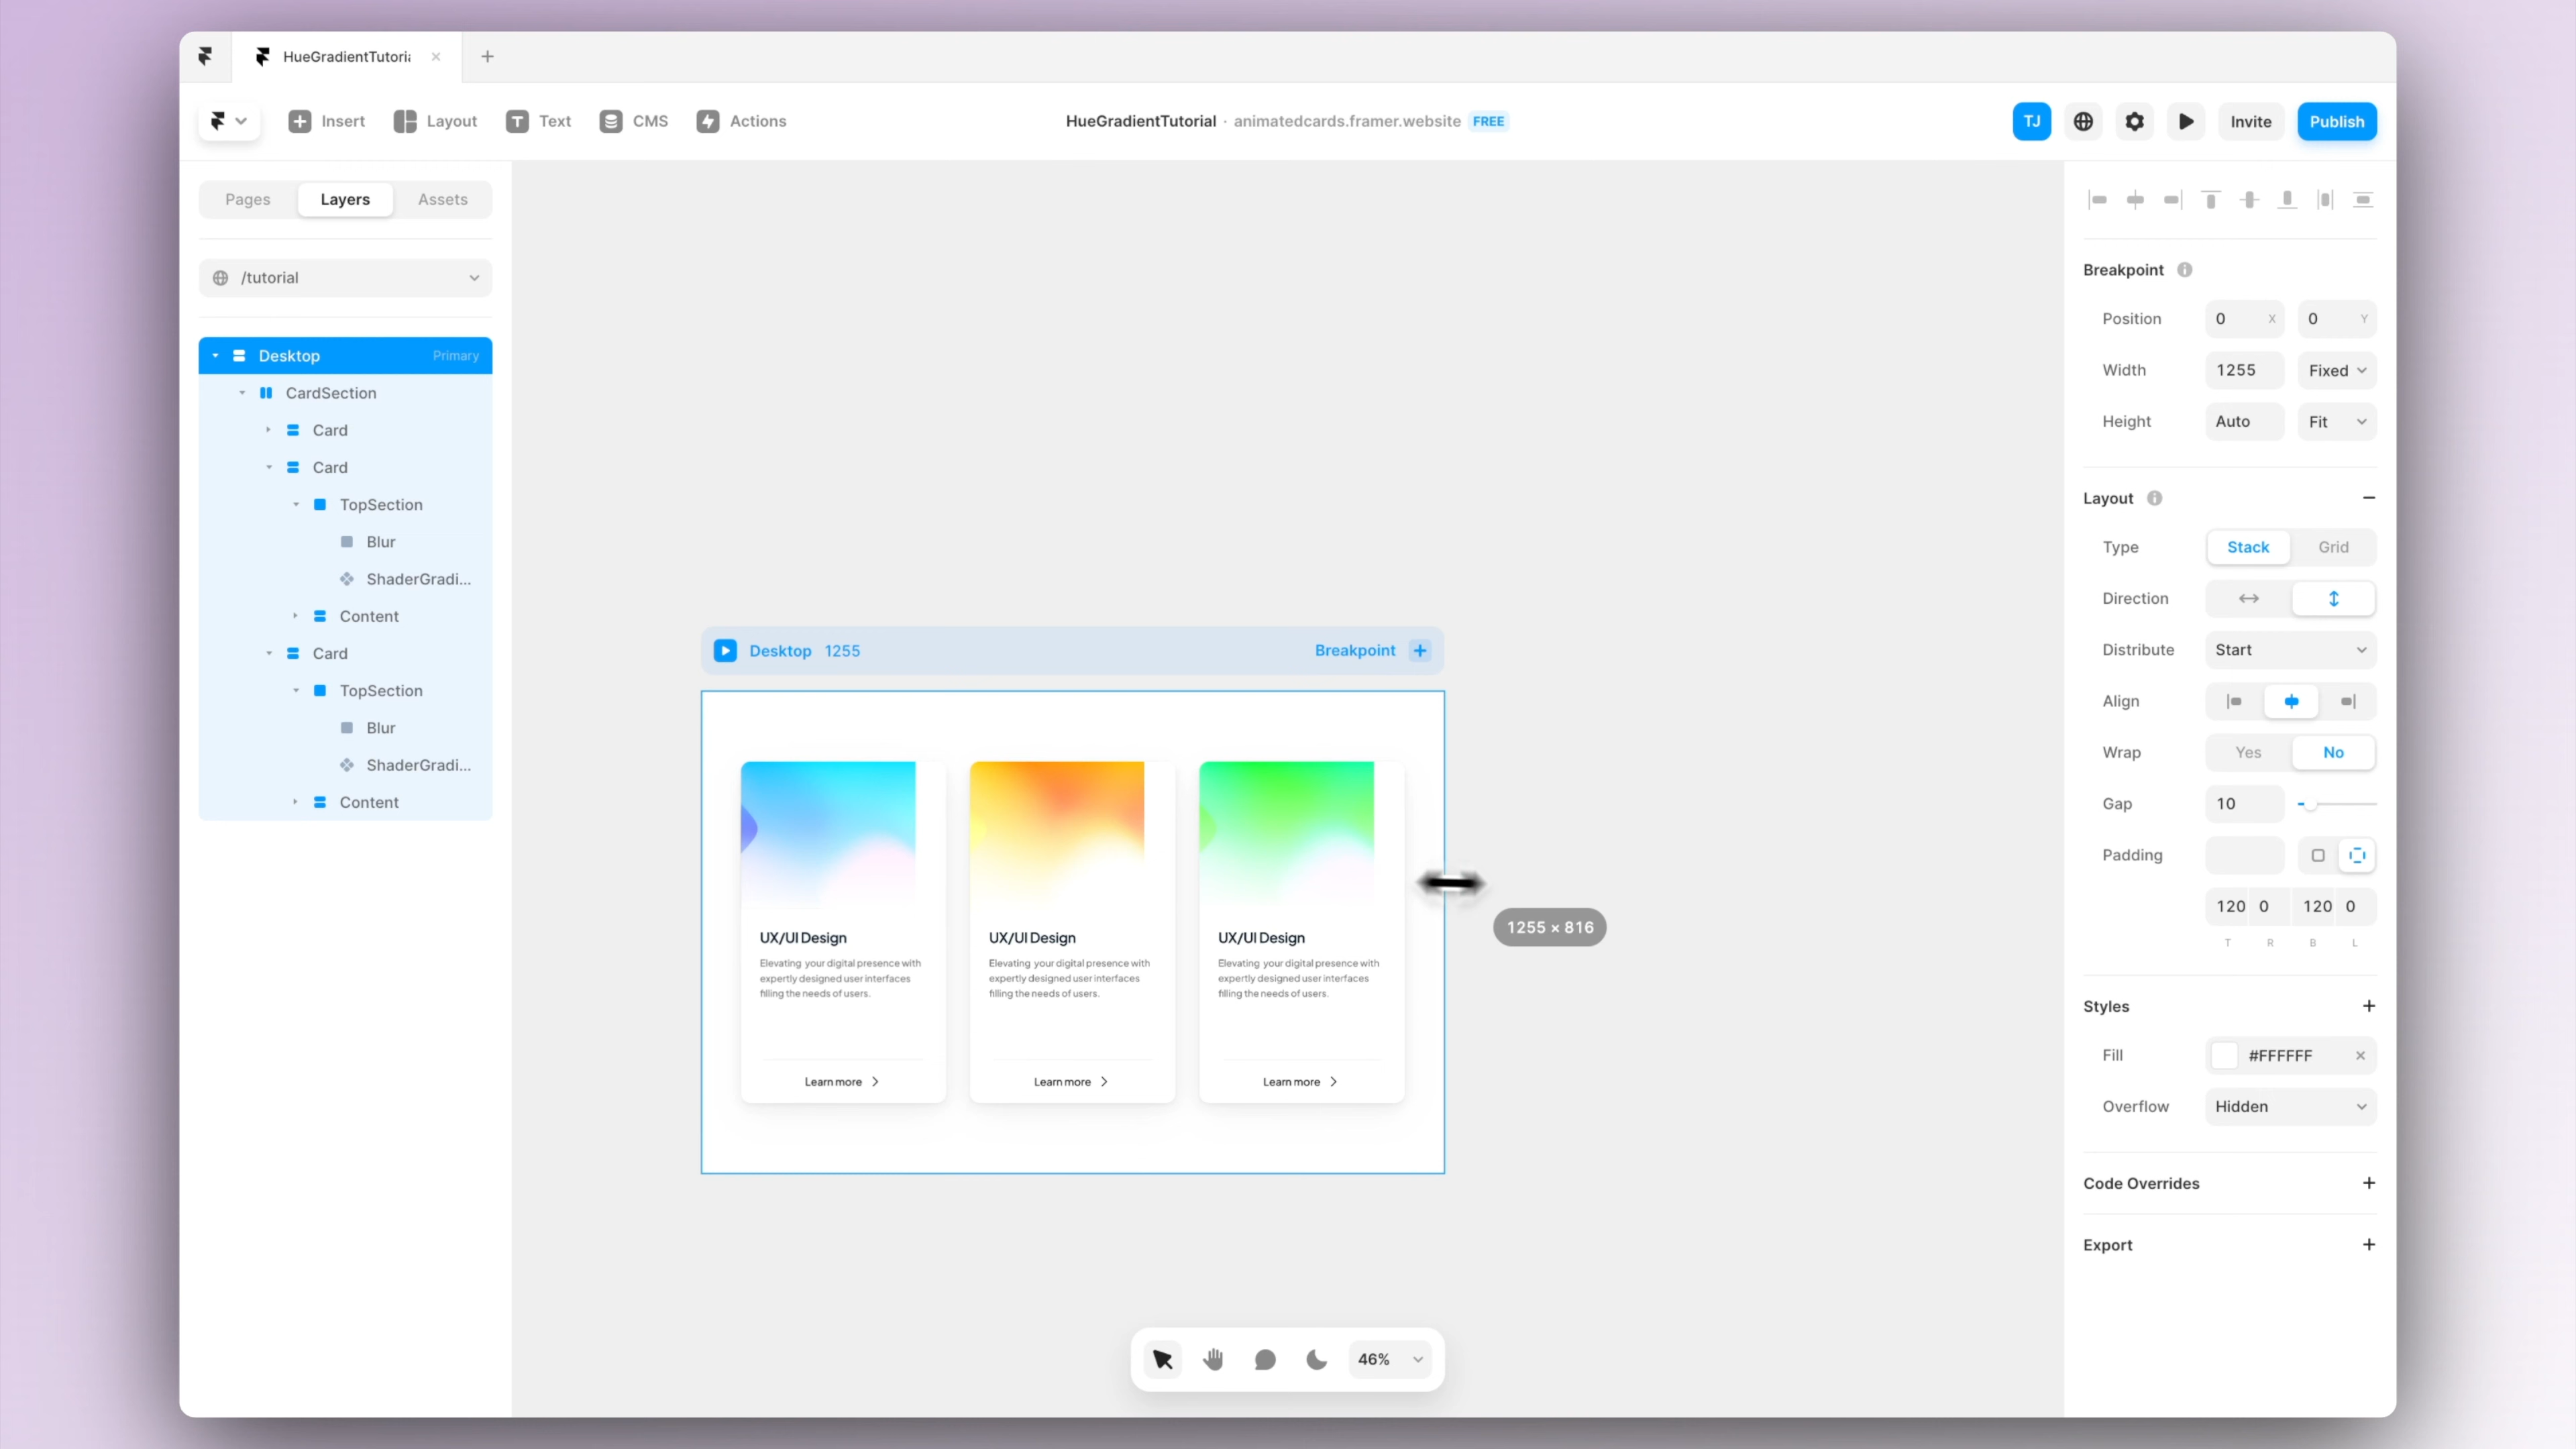 HueGradientTutoria
Insert
Layout
Text
CMS
Actions
HueGradientTutorial · animatedcards.framer.website FREE
TJ
Invite
Publish
Pages
Layers
Assets
/tutorial
Desktop
Primary
CardSection
Card
Card
TopSection
Blur
ShaderGradi...
Content
Card
TopSection
Blur
ShaderGradi...
Content
Desktop 1255
Breakpoint
UX/UI Design
Elevating your digital presence with
expertly designed user interfaces
filling the needs of users.
Learn more
UX/UI Design
Elevating your digital presence with
expertly designed user interfaces
filling the needs of users.
Learn more
UX/UI Design
Elevating your digital presence with
expertly designed user interfaces
filling the needs of users.
Learn more
1255 × 816
46%
Breakpoint
Position 0 X 0 Y
Width 1255 Fixed
Height Auto Fit
Layout
Type Stack Grid
Direction
Distribute Start
Align
Wrap Yes No
Gap 10
Padding
120 0 120 0
T R B L
Styles
Fill #FFFFFF
Overflow Hidden
Code Overrides
Export